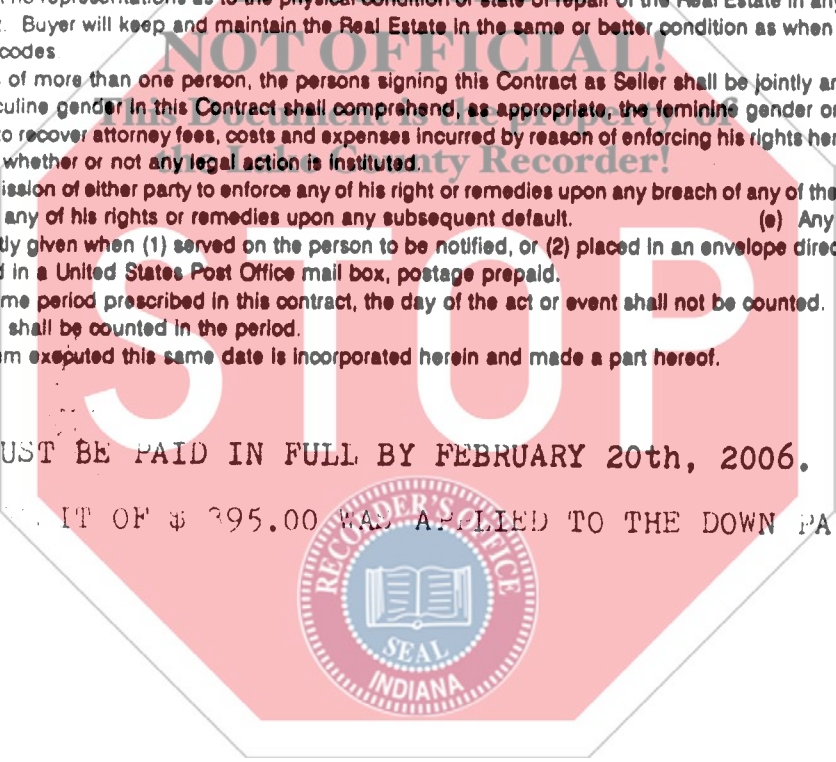 no representations as to the physical condition or state of repair of the Real Estate in any
. Buyer will keep and maintain the Real Estate in the same or better condition as when
codes.
NOT OFFICIAL!
of more than one person, the persons signing this Contract as Seller shall be jointly an
culine gender in this Contract shall comprehend, as appropriate, the feminine gender or
This Document is the property of
to recover attorney fees, costs and expenses incurred by reason of enforcing his rights her
whether or not any legal action is instituted.
the Lake County Recorder!
ission of either party to enforce any of his right or remedies upon any breach of any of the
any of his rights or remedies upon any subsequent default. (e) Any
tly given when (1) served on the person to be notified, or (2) placed in an envelope direc
d in a United States Post Office mail box, postage prepaid.
me period prescribed in this contract, the day of the act or event shall not be counted.
shall be counted in the period.
m executed this same date is incorporated herein and made a part hereof.
STOP
UST BE PAID IN FULL BY FEBRUARY 20th, 2006.
IT OF $ 395.00 WAS APPLIED TO THE DOWN PA
RECORDER'S OFFICE
SEAL
INDIANA